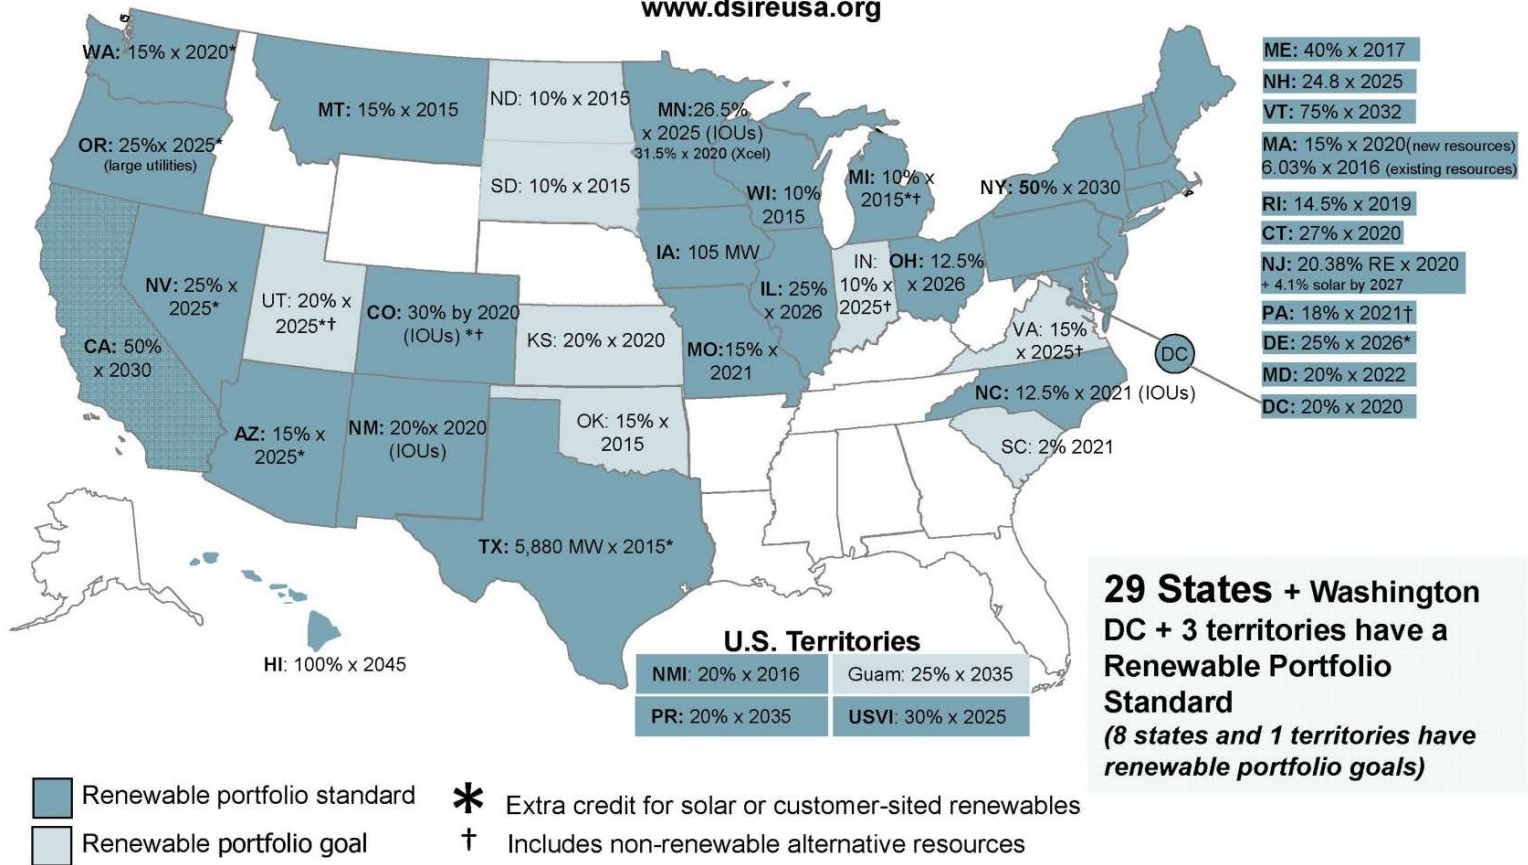 www.dsireusa.org
WA: 15% x 2020*
MT: 15% x 2015
ND: 10% x 2015
MN:26.5%
x 2025 (IOUs)
31.5% x 2020 (Xcel)
OR: 25%x 2025*
(large utilities)
SD: 10% x 2015
WI: 10%
2015
MI: 10% x
2015*†
NY: 50% x 2030
IA: 105 MW
NV: 25% x
2025*
UT: 20% x
2025*†
CO: 30% by 2020
(IOUs) *†
KS: 20% x 2020
IL: 25%
x 2026
IN:
10% x
2025†
OH: 12.5%
x 2026
CA: 50%
x 2030
MO:15% x
2021
VA: 15%
x 2025†
DC
NC: 12.5% x 2021 (IOUs)
AZ: 15% x
2025*
NM: 20%x 2020
(IOUs)
OK: 15% x
2015
SC: 2% 2021
TX: 5,880 MW x 2015*
HI: 100% x 2045
ME: 40% x 2017
NH: 24.8 x 2025
VT: 75% x 2032
MA: 15% x 2020(new resources)
6.03% x 2016 (existing resources)
RI: 14.5% x 2019
CT: 27% x 2020
NJ: 20.38% RE x 2020
+ 4.1% solar by 2027
PA: 18% x 2021†
DE: 25% x 2026*
MD: 20% x 2022
DC: 20% x 2020
U.S. Territories
NMI: 20% x 2016
Guam: 25% x 2035
PR: 20% x 2035
USVI: 30% x 2025
29 States + Washington
DC + 3 territories have a
Renewable Portfolio
Standard
(8 states and 1 territories have
renewable portfolio goals)
Renewable portfolio standard
* Extra credit for solar or customer-sited renewables
Renewable portfolio goal
† Includes non-renewable alternative resources